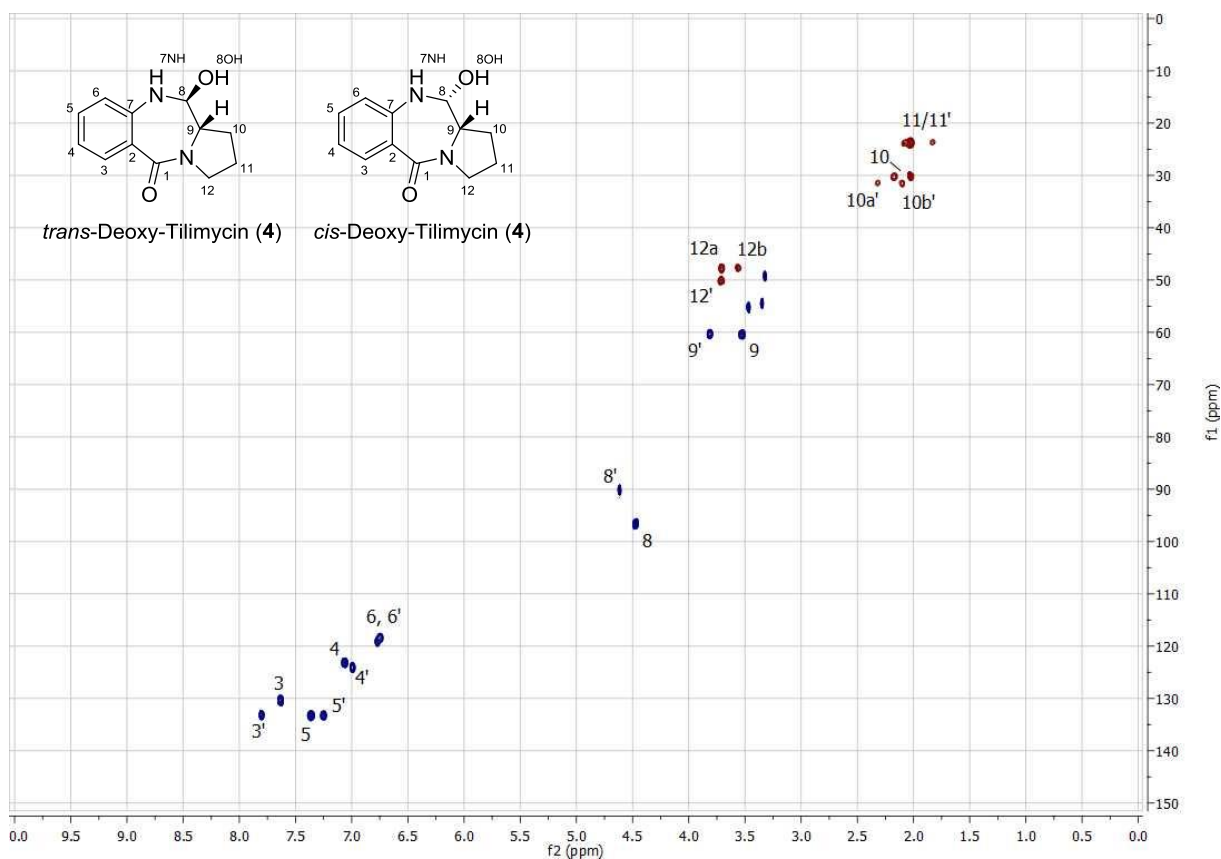 7NH
8OH
H
OH
N
8
H
6
7
5
9
10
4
2
N
11
3
1
O
12
trans-Deoxy-Tilimycin (4)
7NH
8OH
H
OH
N
8
H
6
7
5
9
10
4
2
N
11
3
1
O
12
cis-Deoxy-Tilimycin (4)
11/11'
10
10a'
10b'
12a
12b
12'
9'
9
8'
8
6, 6'
4
4'
3
5'
3'
5
0
10
20
30
40
50
60
70
80
90
100
110
120
130
140
150
f1 (ppm)
0.0 9.5 9.0 8.5 8.0 7.5 7.0 6.5 6.0 5.5 5.0 4.5 4.0 3.5 3.0 2.5 2.0 1.5 1.0 0.5 0.0
f2 (ppm)